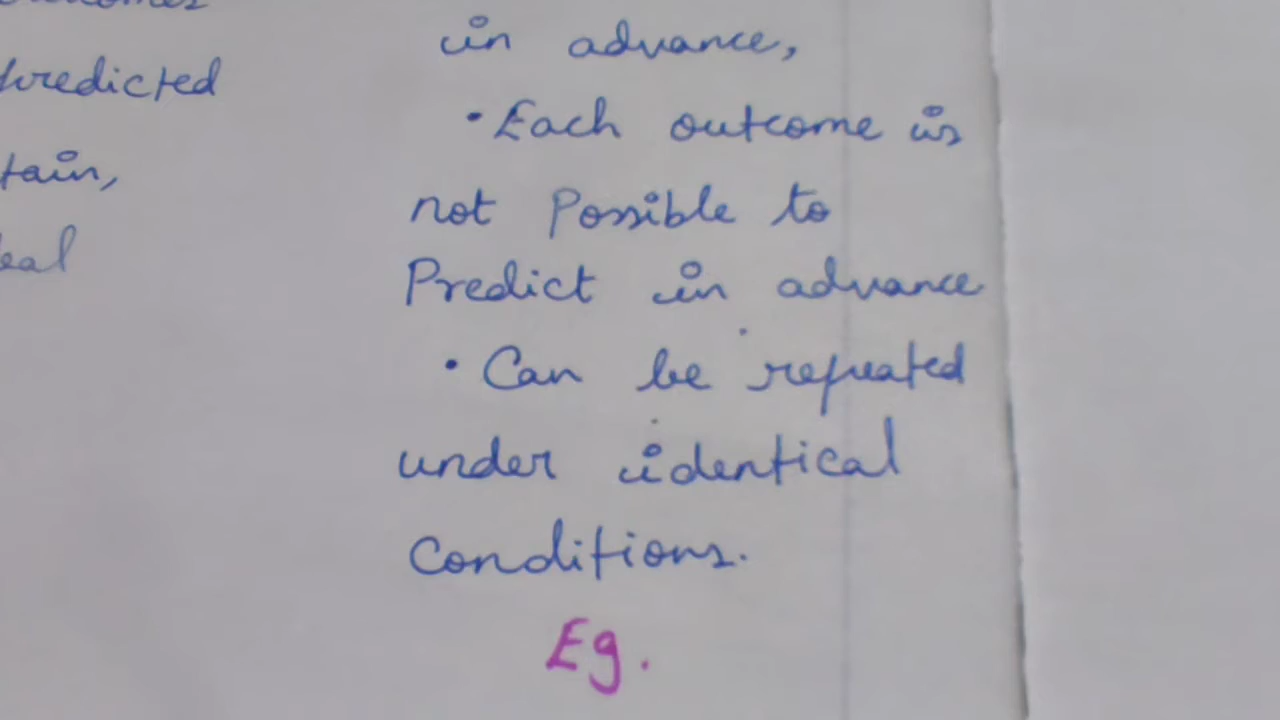 in advance,
predicted
• Each outcome is
tain,
not Possible to
eal
Predict in advance
• Can be repeated
under identical
Conditions.
Eg.